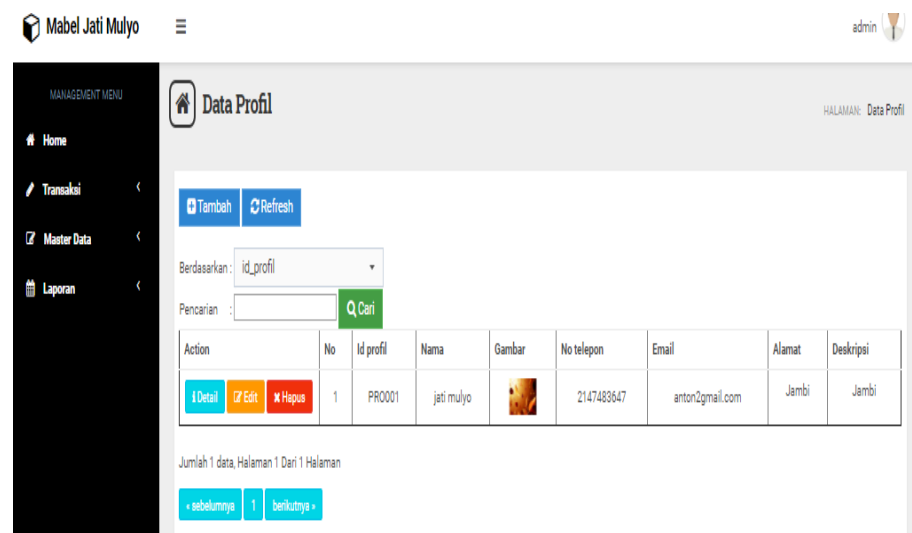 Mabel Jati Mulyo
admin
MANAGEMENT MENU
Home
Transaksi
Master Data
Laporan
Data Profil
HALAMAN: Data Profil
Tambah Refresh
Berdasarkan : id_profil
Pencarian : Cari
Action No Id profil Nama Gambar No telepon Email Alamat Deskripsi
Detail Edit Hapus 1 PRO001 jati mulyo 2147483647 anton2gmail.com Jambi Jambi
Jumlah 1 data, Halaman 1 Dari 1 Halaman
« sebelumnya 1 berikutnya »